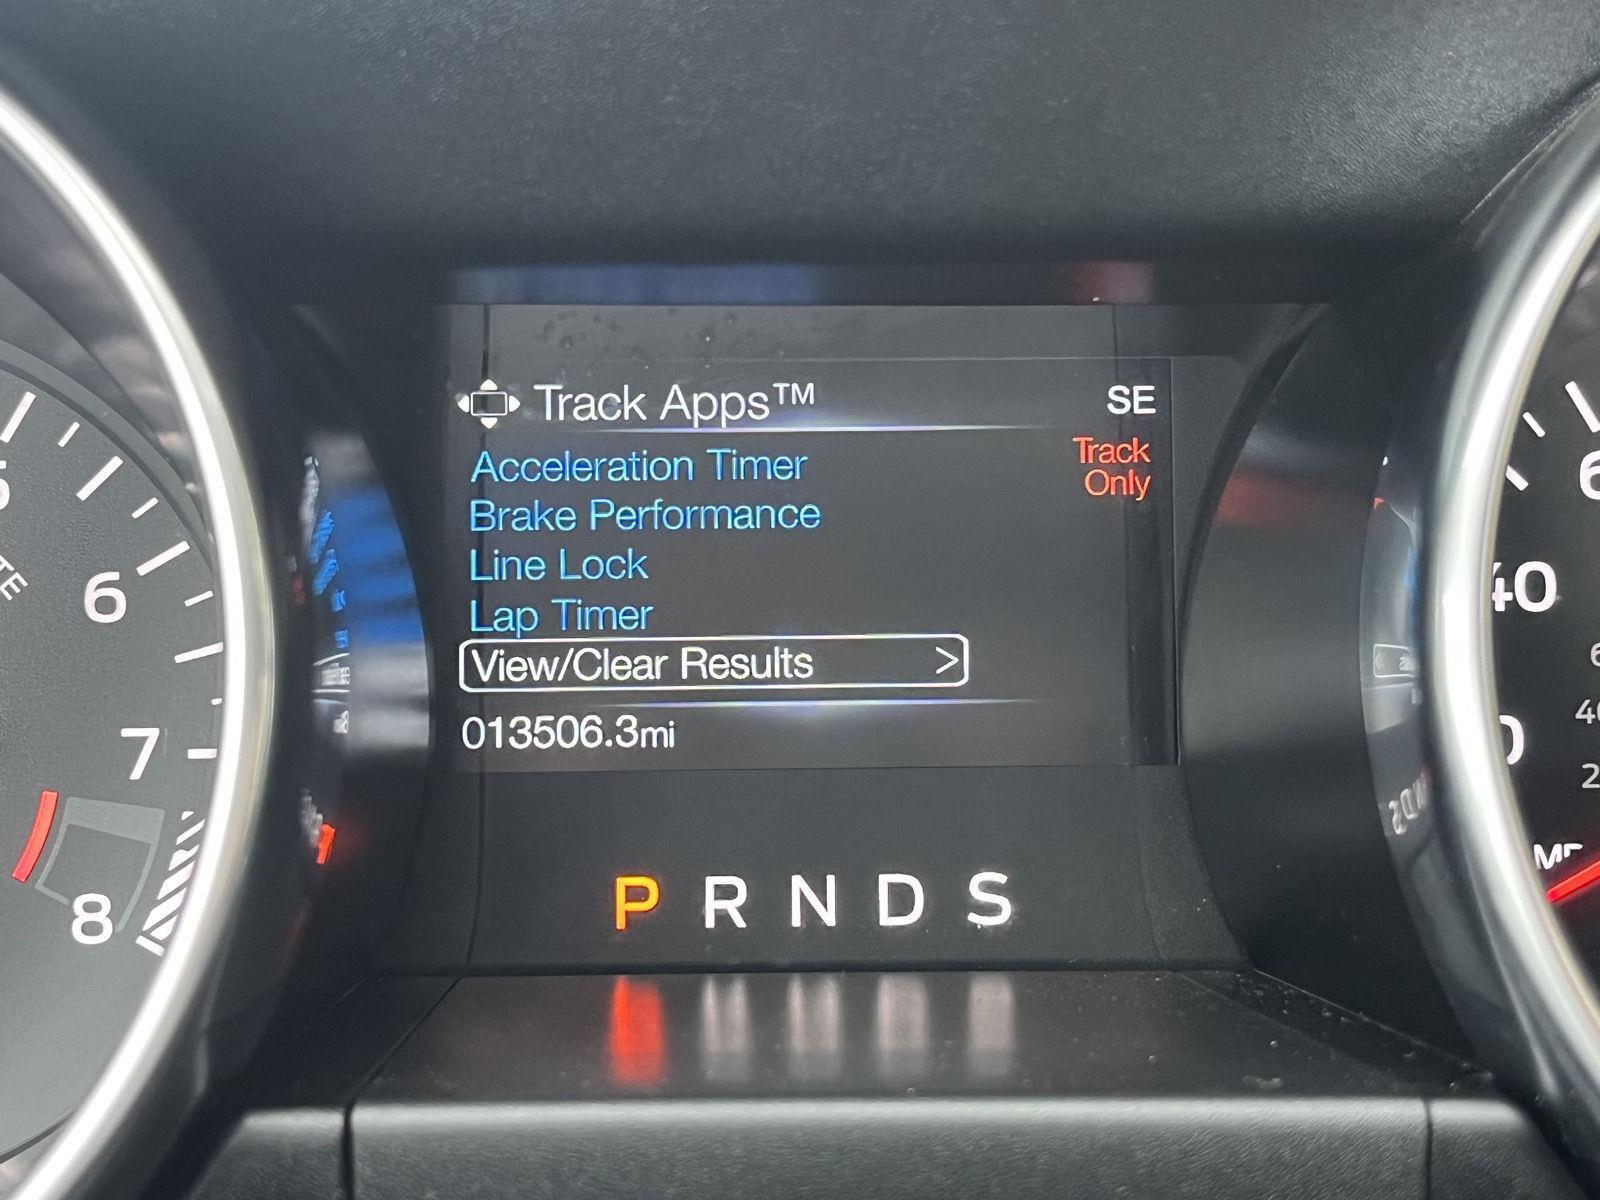 Track Apps™ SE
Acceleration Timer
Track
Only
Brake Performance
Line Lock
Lap Timer
View/Clear Results >
013506.3mi
P R N D S
6
7
8
40